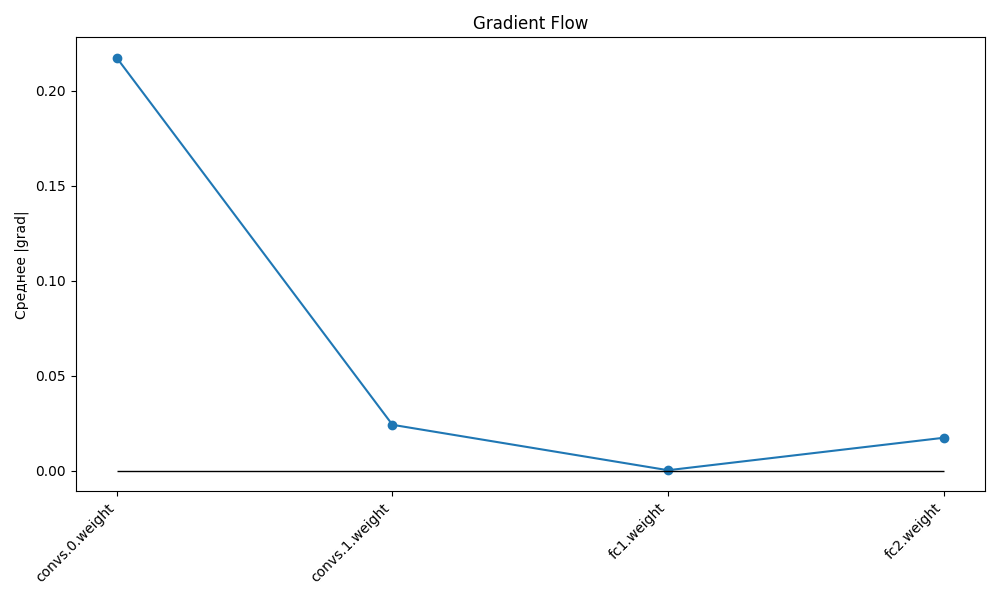 Gradient Flow
Среднее |grad|
0.20
0.15
0.10
0.05
0.00
convs.0.weight
convs.1.weight
fc1.weight
fc2.weight